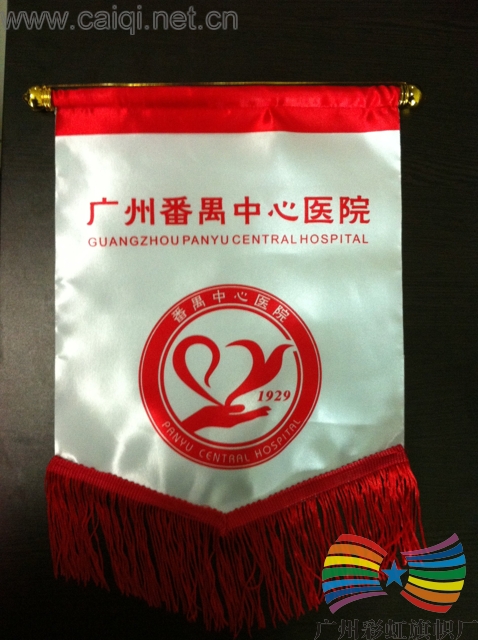 www.caiqi.net.cn
广州番禺中心医院
GUANGZHOU PANYU CENTRAL HOSPITAL
番禺中心医院
1929
PANYU CENTRAL HOSPITAL
广州彩虹旗帜厂